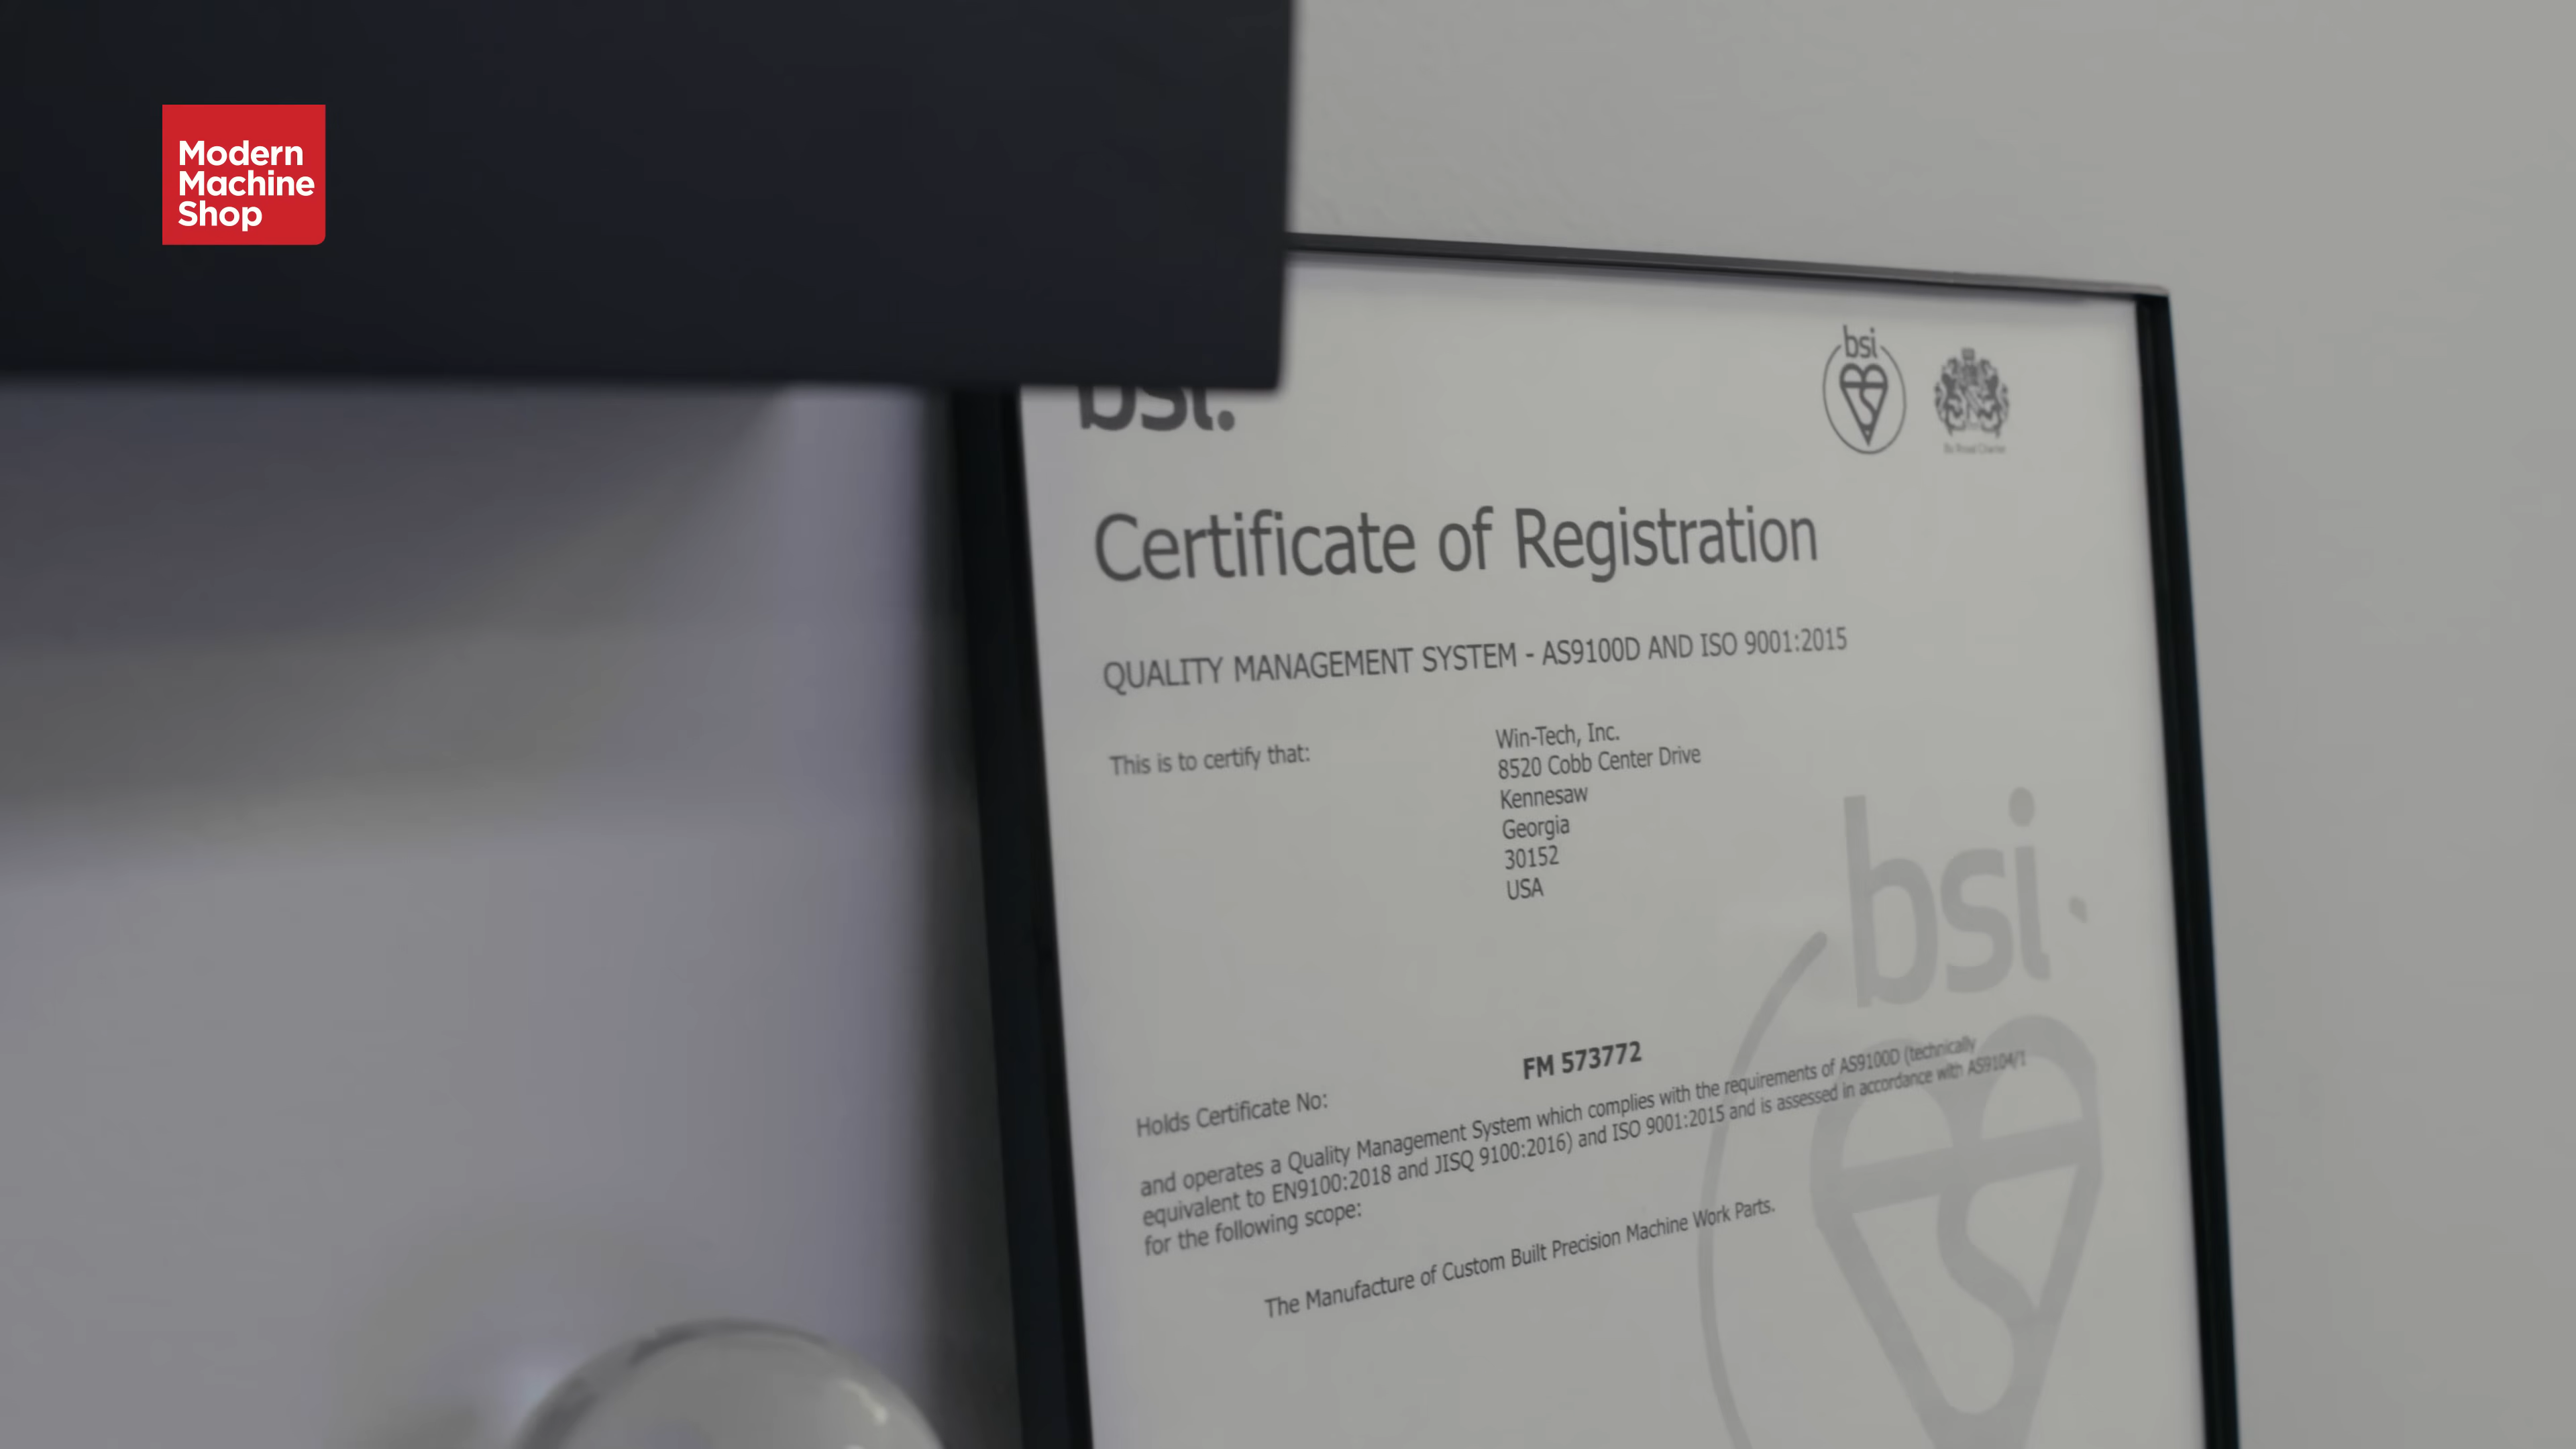 Modern
Machine
Shop
bsi.
bsi
By Royal Charter
Certificate of Registration
QUALITY MANAGEMENT SYSTEM - AS9100D AND ISO 9001:2015
This is to certify that:
Win-Tech, Inc.
8520 Cobb Center Drive
Kennesaw
Georgia
30152
USA
bsi.
Holds Certificate No:
FM 573772
and operates a Quality Management System which complies with the requirements of AS9100D (technically
equivalent to EN9100:2018 and JISQ 9100:2016) and ISO 9001:2015 and is assessed in accordance with AS9104/1
for the following scope:
The Manufacture of Custom Built Precision Machine Work Parts.